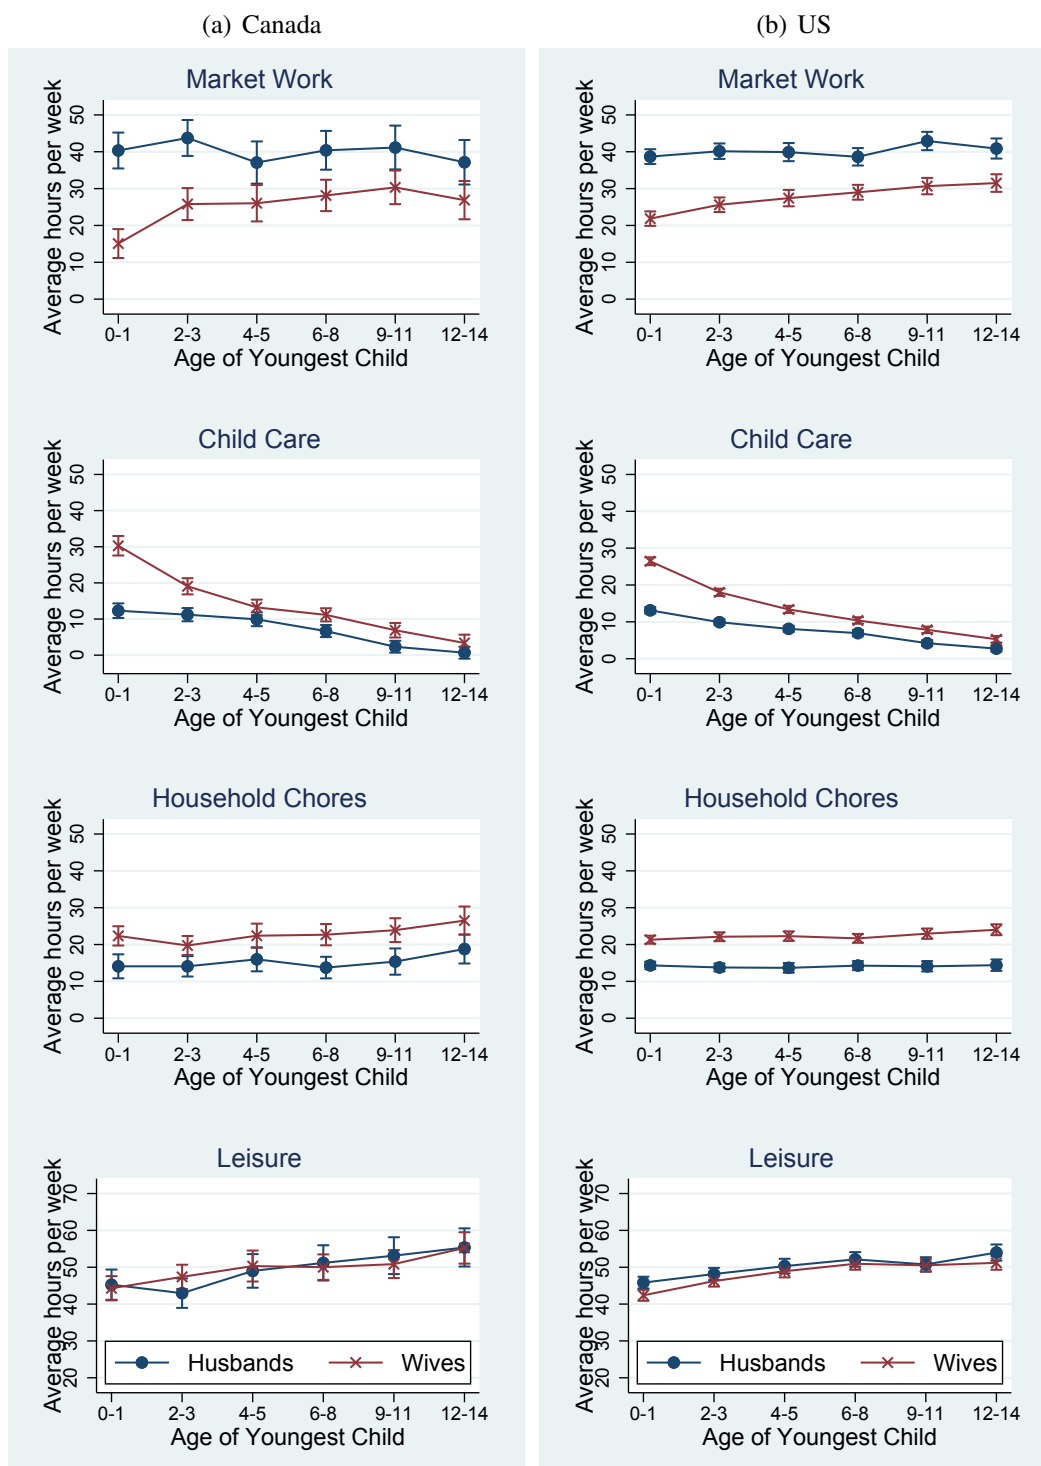 (a) Canada
Market Work
Average hours per week
50
40
30
20
10
0
0-1 2-3 4-5 6-8 9-11 12-14
Age of Youngest Child
Child Care
Average hours per week
50
40
30
20
10
0
0-1 2-3 4-5 6-8 9-11 12-14
Age of Youngest Child
Household Chores
Average hours per week
50
40
30
20
10
0
0-1 2-3 4-5 6-8 9-11 12-14
Age of Youngest Child
Leisure
Average hours per week
70
60
50
40
30
20
Husbands Wives
0-1 2-3 4-5 6-8 9-11 12-14
Age of Youngest Child
(b) US
Market Work
Average hours per week
50
40
30
20
10
0
0-1 2-3 4-5 6-8 9-11 12-14
Age of Youngest Child
Child Care
Average hours per week
50
40
30
20
10
0
0-1 2-3 4-5 6-8 9-11 12-14
Age of Youngest Child
Household Chores
Average hours per week
50
40
30
20
10
0
0-1 2-3 4-5 6-8 9-11 12-14
Age of Youngest Child
Leisure
Average hours per week
70
60
50
40
30
20
Husbands Wives
0-1 2-3 4-5 6-8 9-11 12-14
Age of Youngest Child